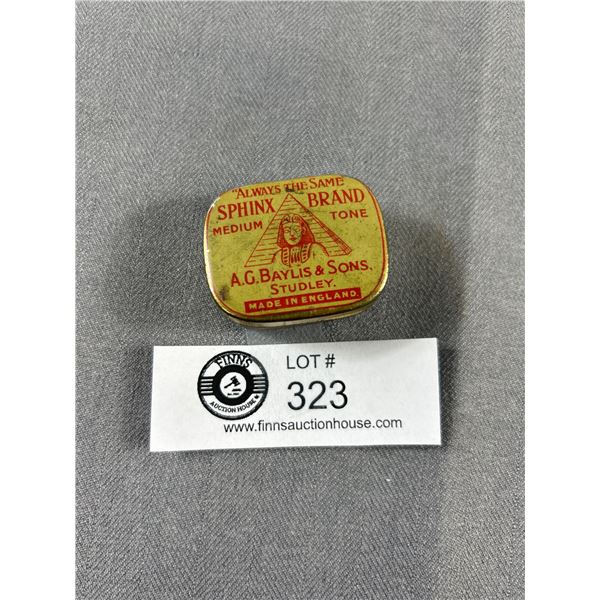 "ALWAYS THE SAME
SPHINX BRAND
MEDIUM TONE
A.G. BAYLIS & SONS.
STUDLEY.
MADE IN ENGLAND.
FINNS
AUCTION HOUSE
LOT #
323
www.finnsauctionhouse.com